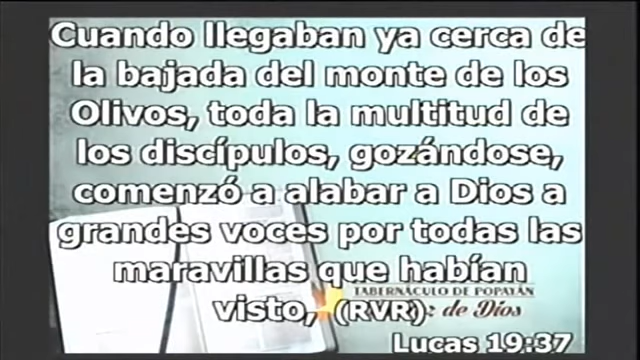 Cuando llegaban ya cerca de
la bajada del monte de los
Olivos, toda la multitud de
los discípulos, gozándose,
comenzó a alabar a Dios a
grandes voces por todas las
maravillas que habían
visto, (RVR)
TABERNÁCULO DE POPAYÁN
de Dios
Lucas 19:37